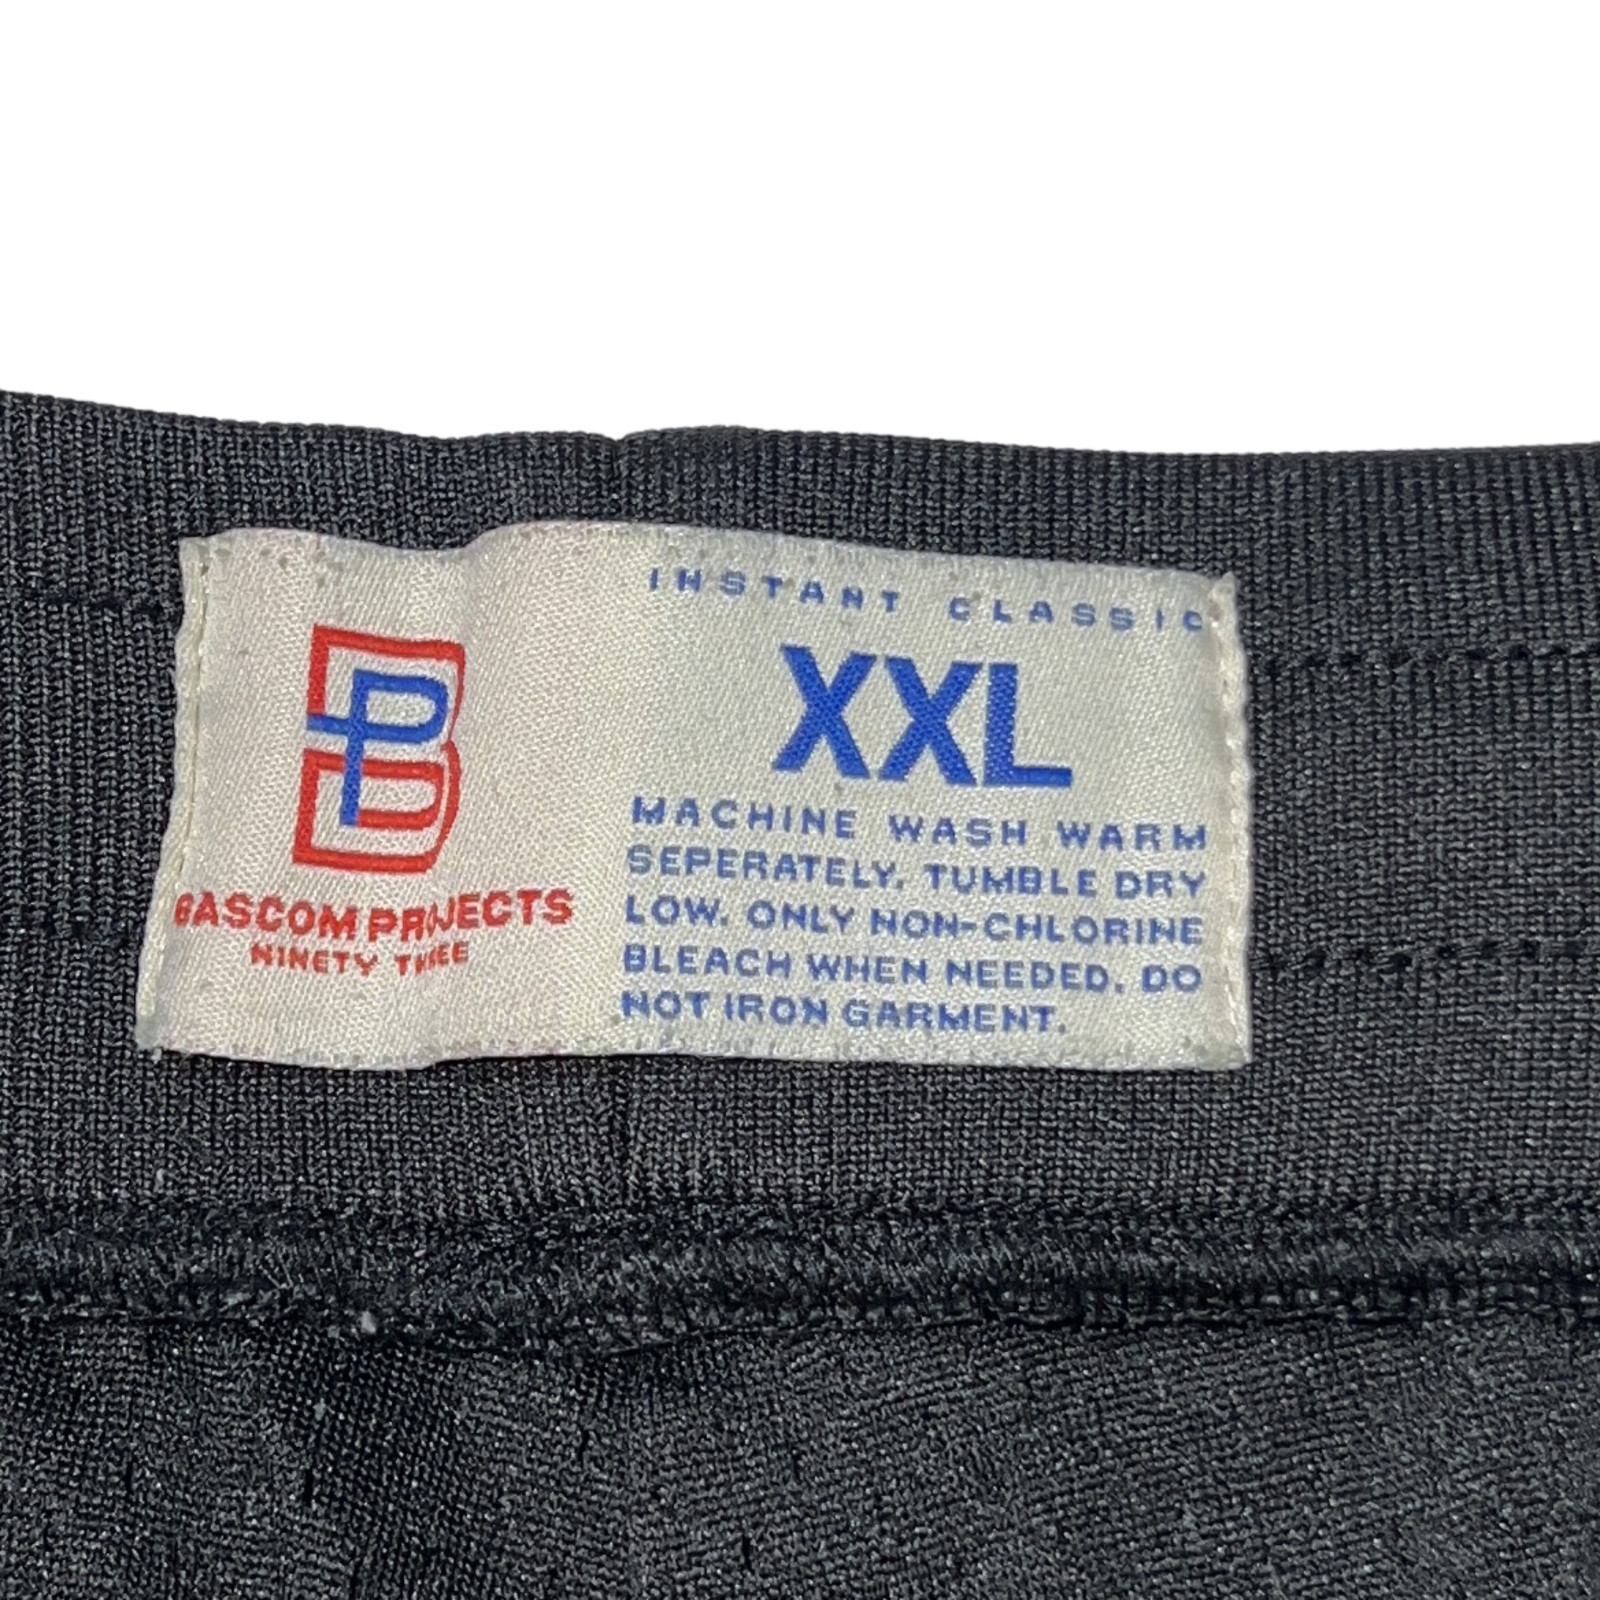 BP
BASCOM PROJECTS
NINETY THREE
INSTANT CLASSIC
XXL
MACHINE WASH WARM
SEPERATELY. TUMBLE DRY
LOW. ONLY NON-CHLORINE
BLEACH WHEN NEEDED. DO
NOT IRON GARMENT.